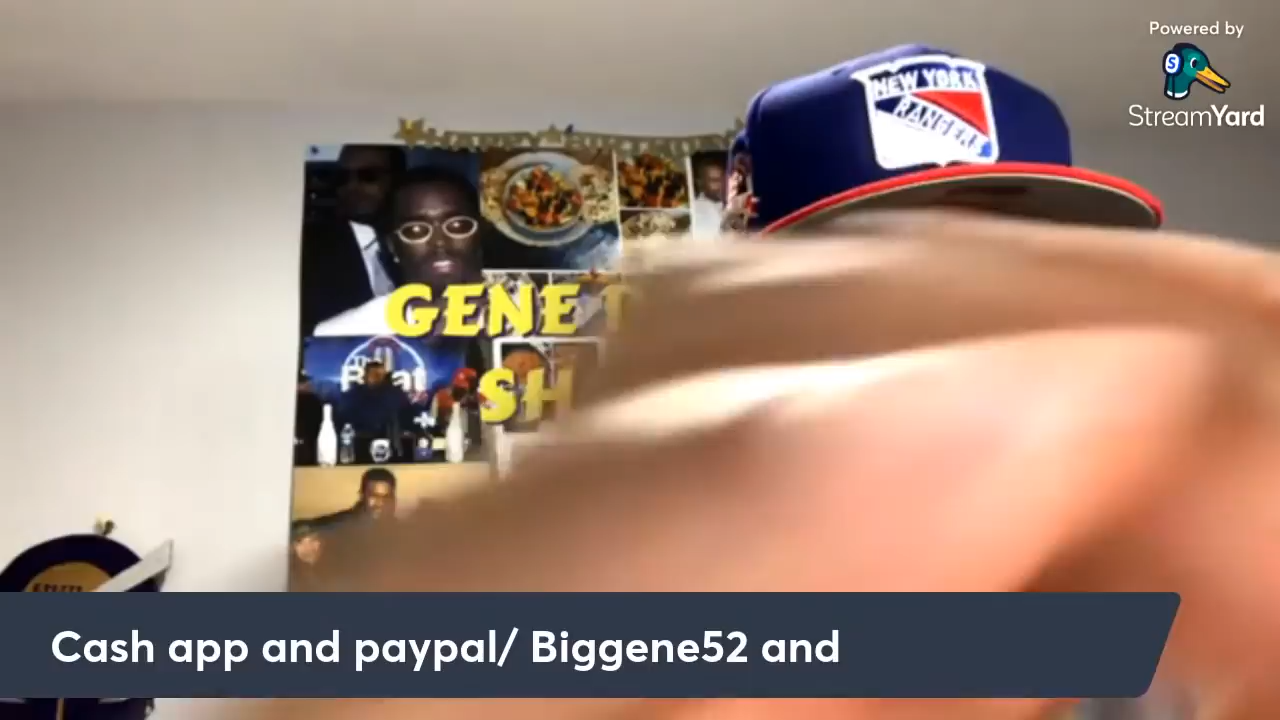 Powered by
StreamYard
NEW YORK
RANGERS
GENE
SH
Cash app and paypal/ Biggene52 and